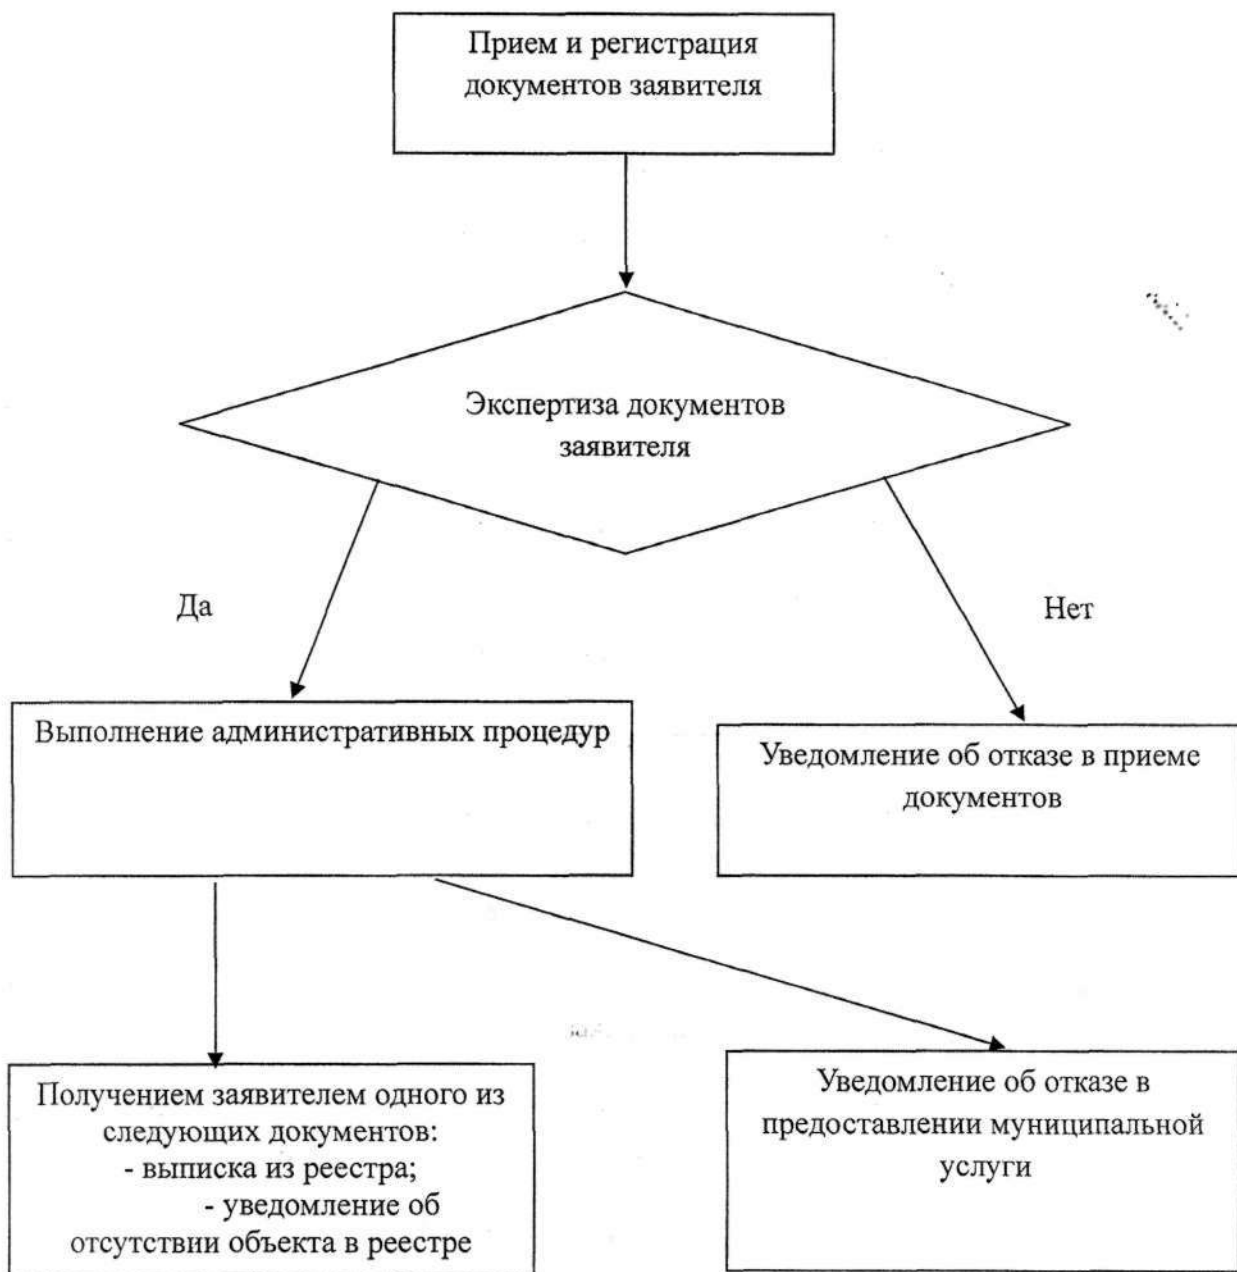 Прием и регистрация
документов заявителя
Экспертиза документов
заявителя
Да
Нет
Выполнение административных процедур
Уведомление об отказе в приеме
документов
Получением заявителем одного из
следующих документов:
- выписка из реестра;
- уведомление об
отсутствии объекта в реестре
Уведомление об отказе в
предоставлении муниципальной
услуги